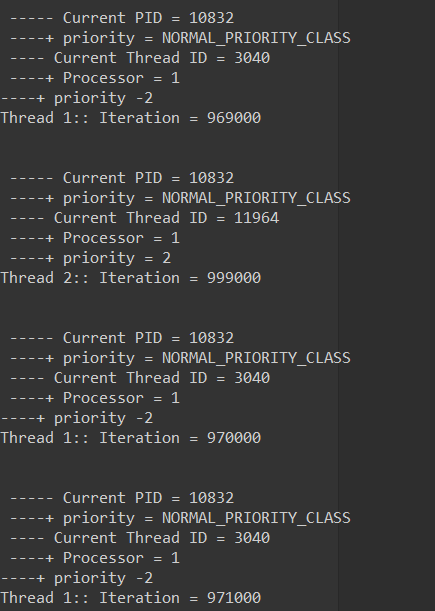 ----- Current PID = 10832
----+ priority = NORMAL_PRIORITY_CLASS
---- Current Thread ID = 3040
----+ Processor = 1
----+ priority -2
Thread 1:: Iteration = 969000
----- Current PID = 10832
----+ priority = NORMAL_PRIORITY_CLASS
---- Current Thread ID = 11964
----+ Processor = 1
----+ priority = 2
Thread 2:: Iteration = 999000
----- Current PID = 10832
----+ priority = NORMAL_PRIORITY_CLASS
---- Current Thread ID = 3040
----+ Processor = 1
----+ priority -2
Thread 1:: Iteration = 970000
----- Current PID = 10832
----+ priority = NORMAL_PRIORITY_CLASS
---- Current Thread ID = 3040
----+ Processor = 1
----+ priority -2
Thread 1:: Iteration = 971000